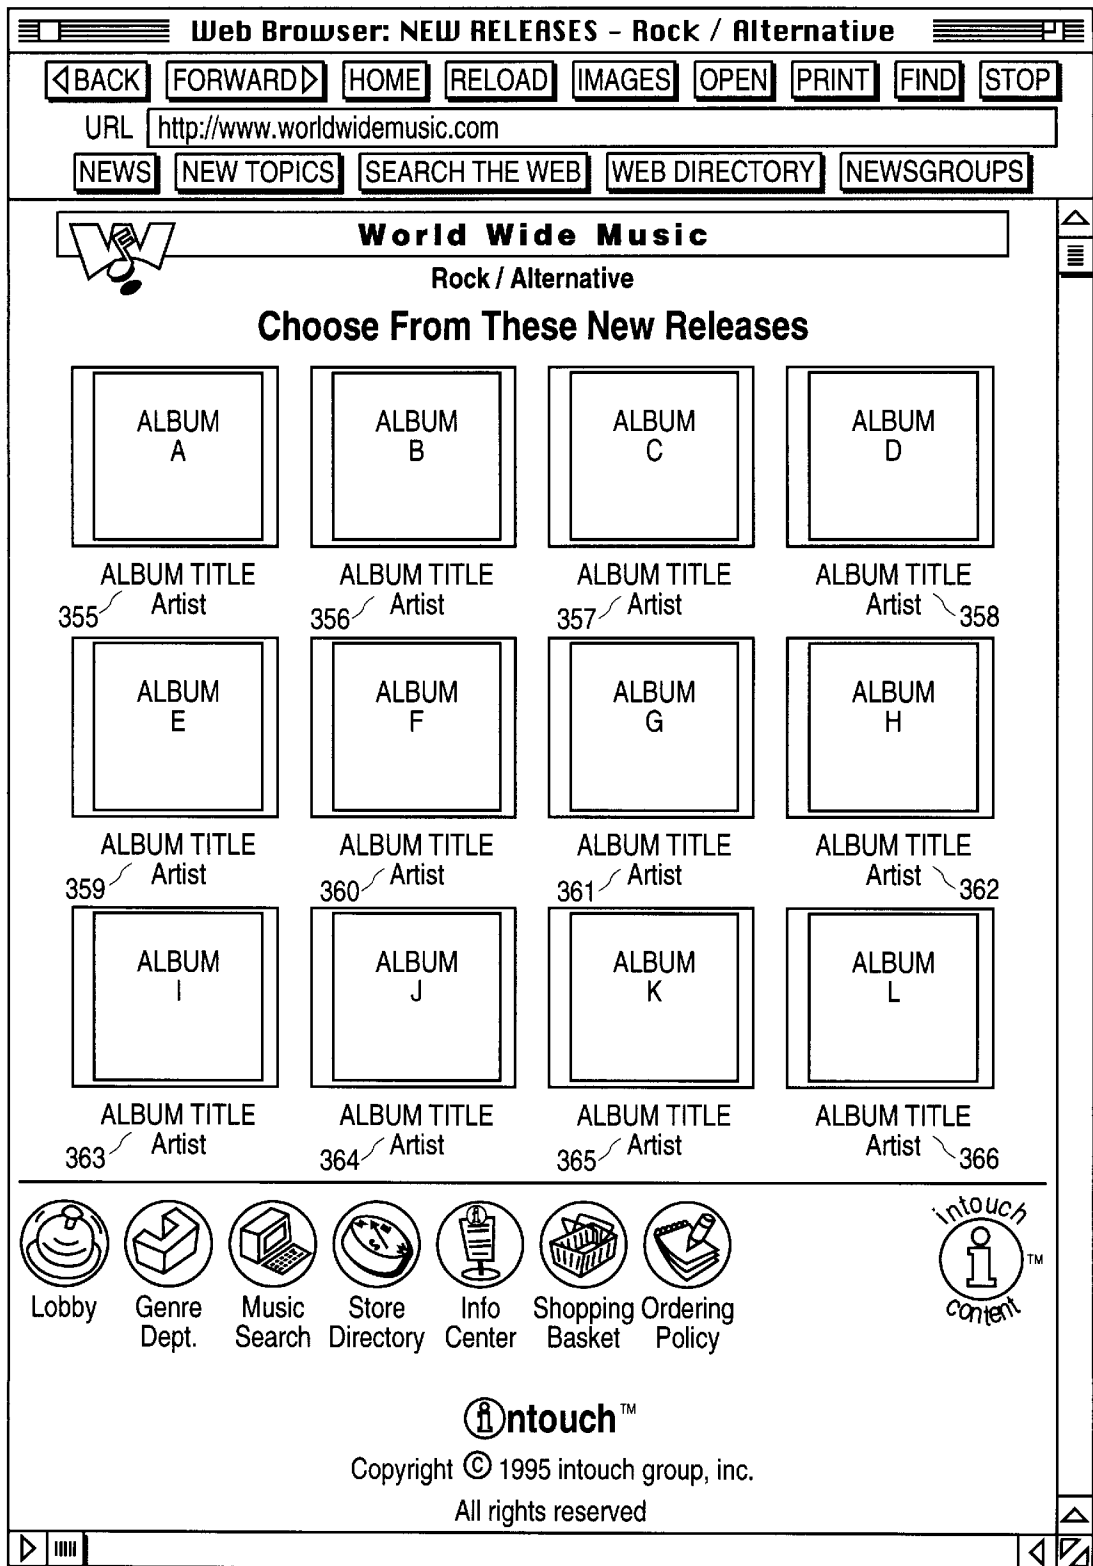 Web Browser: NEW RELEASES - Rock / Alternative
BACK FORWARD HOME RELOAD IMAGES OPEN PRINT FIND STOP
URL http://www.worldwidemusic.com
NEWS NEW TOPICS SEARCH THE WEB WEB DIRECTORY NEWSGROUPS
World Wide Music
Rock / Alternative
Choose From These New Releases
ALBUM ALBUM ALBUM ALBUM
A B C D
ALBUM TITLE ALBUM TITLE ALBUM TITLE ALBUM TITLE
355 Artist 356 Artist 357 Artist Artist 358
ALBUM ALBUM ALBUM ALBUM
E F G H
ALBUM TITLE ALBUM TITLE ALBUM TITLE ALBUM TITLE
359 Artist 360 Artist 361 Artist Artist 362
ALBUM ALBUM ALBUM ALBUM
I J K L
ALBUM TITLE ALBUM TITLE ALBUM TITLE ALBUM TITLE
363 Artist 364 Artist 365 Artist Artist 366
Lobby Genre Music Store Info Shopping Ordering
Dept. Search Directory Center Basket Policy
intouch
i TM
content
intouch™
Copyright © 1995 intouch group, inc.
All rights reserved